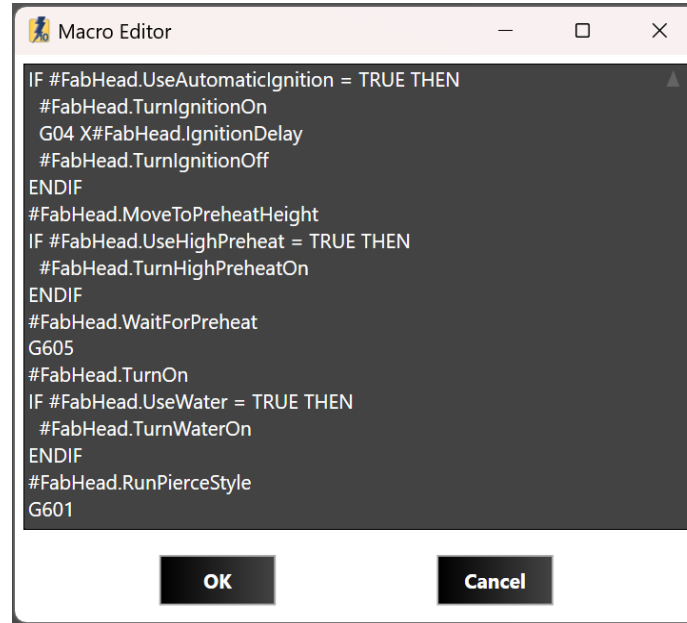 Macro Editor
IF #FabHead.UseAutomaticIgnition = TRUE THEN
#FabHead.TurnIgnitionOn
G04 X#FabHead.IgnitionDelay
#FabHead.TurnIgnitionOff
ENDIF
#FabHead.MoveToPreheatHeight
IF #FabHead.UseHighPreheat = TRUE THEN
#FabHead.TurnHighPreheatOn
ENDIF
#FabHead.WaitForPreheat
G605
#FabHead.TurnOn
IF #FabHead.UseWater = TRUE THEN
#FabHead.TurnWaterOn
ENDIF
#FabHead.RunPierceStyle
G601
OK
Cancel